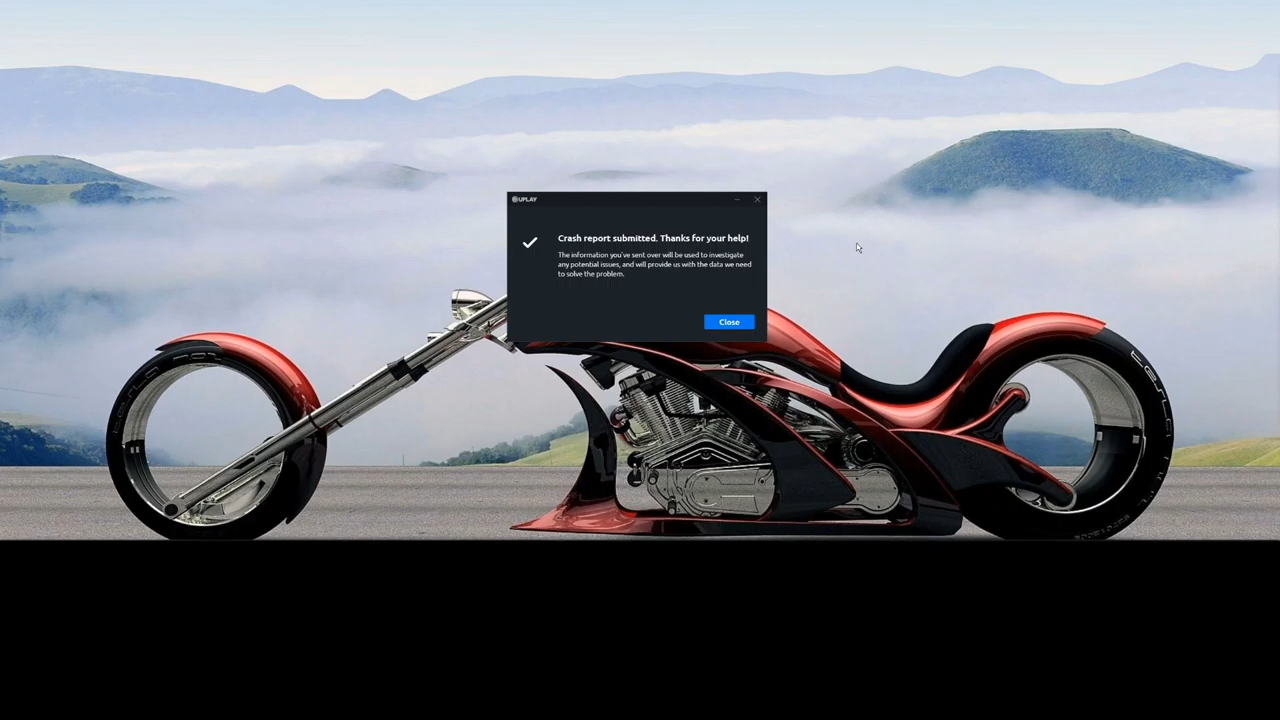 UPLAY
Crash report submitted. Thanks for your help!
The information you've sent over will be used to investigate
any potential issues, and will provide us with the data we need
to solve the problem.
Close